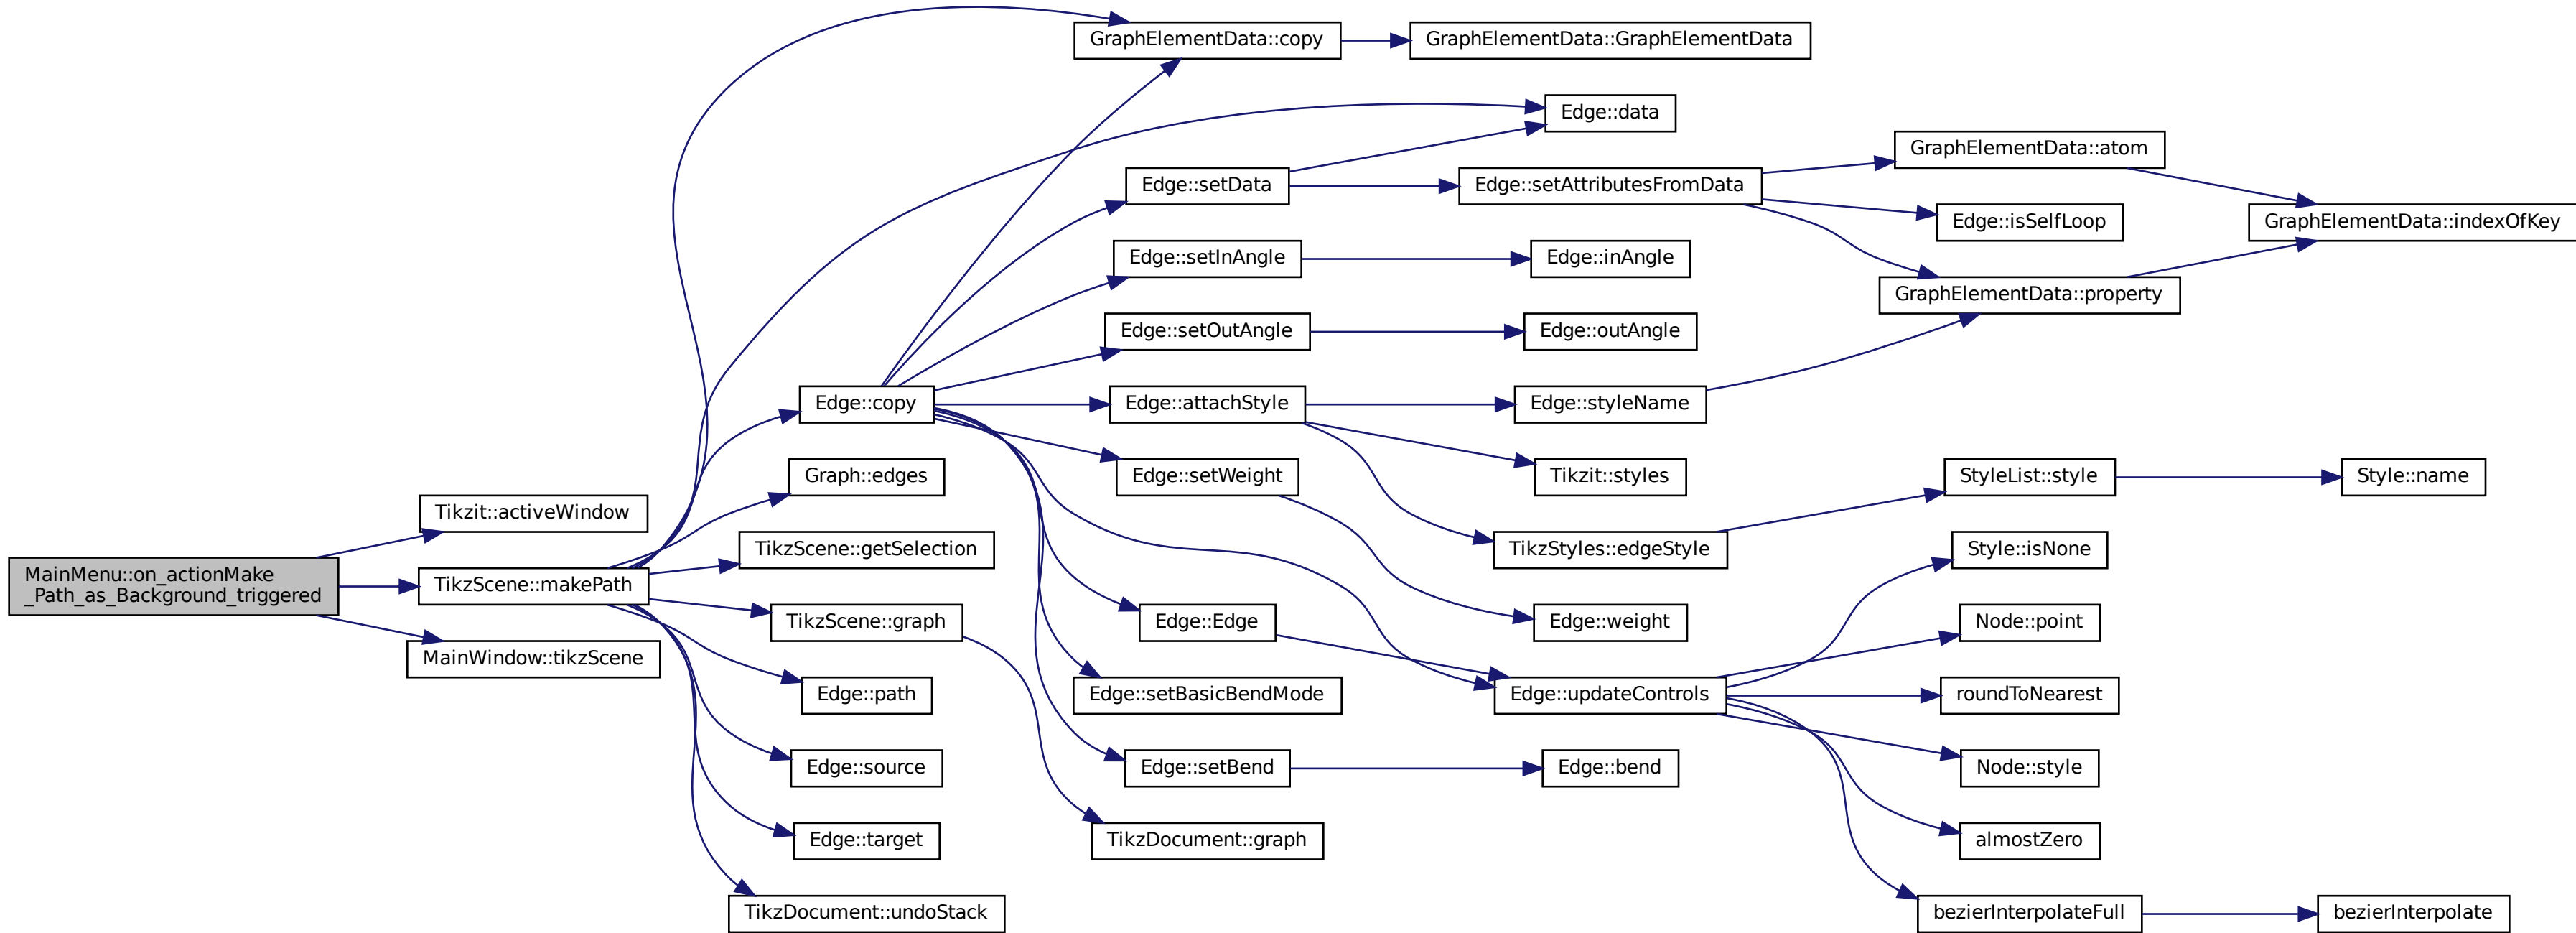 GraphElementData::copy
GraphElementData::GraphElementData
Edge::data
GraphElementData::atom
Edge::setData
Edge::setAttributesFromData
Edge::isSelfLoop
GraphElementData::indexOfKey
Edge::setInAngle
Edge::inAngle
GraphElementData::property
Edge::setOutAngle
Edge::outAngle
Edge::copy
Edge::attachStyle
Edge::styleName
Graph::edges
Edge::setWeight
Tikzit::styles
StyleList::style
Style::name
Tikzit::activeWindow
TikzScene::getSelection
TikzStyles::edgeStyle
Style::isNone
MainMenu::on_actionMake
_Path_as_Background_triggered
TikzScene::makePath
TikzScene::graph
Edge::Edge
Edge::weight
Node::point
MainWindow::tikzScene
Edge::path
Edge::setBasicBendMode
Edge::updateControls
roundToNearest
Edge::source
Edge::setBend
Edge::bend
Node::style
Edge::target
TikzDocument::graph
almostZero
TikzDocument::undoStack
bezierInterpolateFull
bezierInterpolate